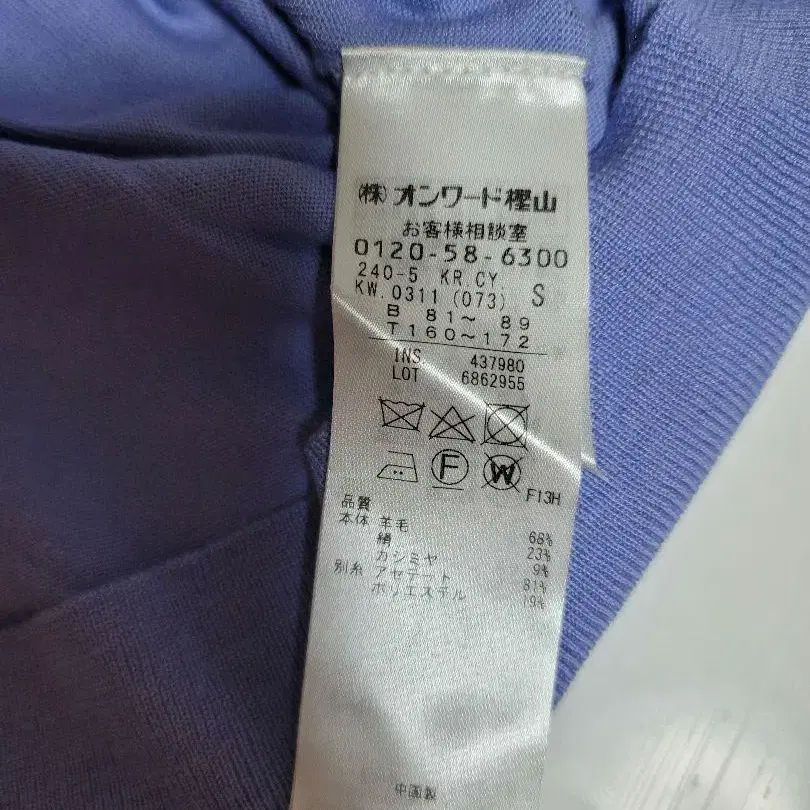 (株)オンワード樫山
お客様相談室
0120-58-6300
240-5 KR.CY
KW.0311 (073) S
B 81〜 89
T160〜172
INS 437980
LOT 6862955
F
W
F13H
品質
本体 羊毛 68%
絹 23%
カシミヤ 9%
別糸 アセテート 81%
ポリエステル 19%
中国製